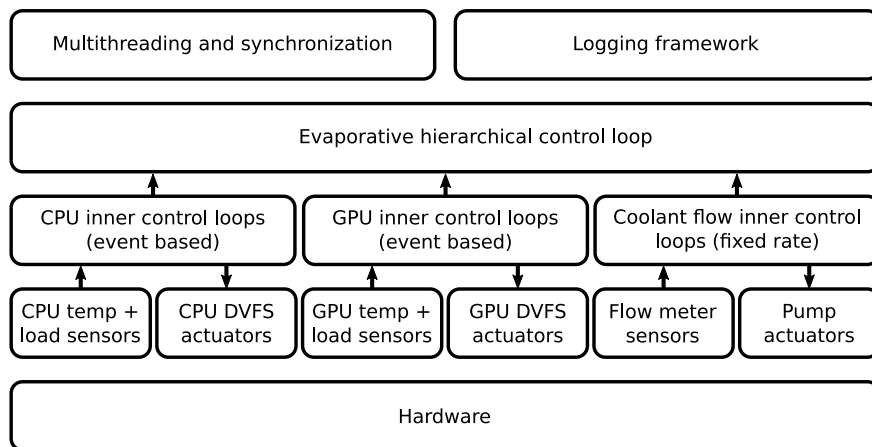 Multithreading and synchronization
Logging framework
Evaporative hierarchical control loop
CPU inner control loops
(event based)
GPU inner control loops
(event based)
Coolant flow inner control
loops (fixed rate)
CPU temp +
load sensors
CPU DVFS
actuators
GPU temp +
load sensors
GPU DVFS
actuators
Flow meter
sensors
Pump
actuators
Hardware